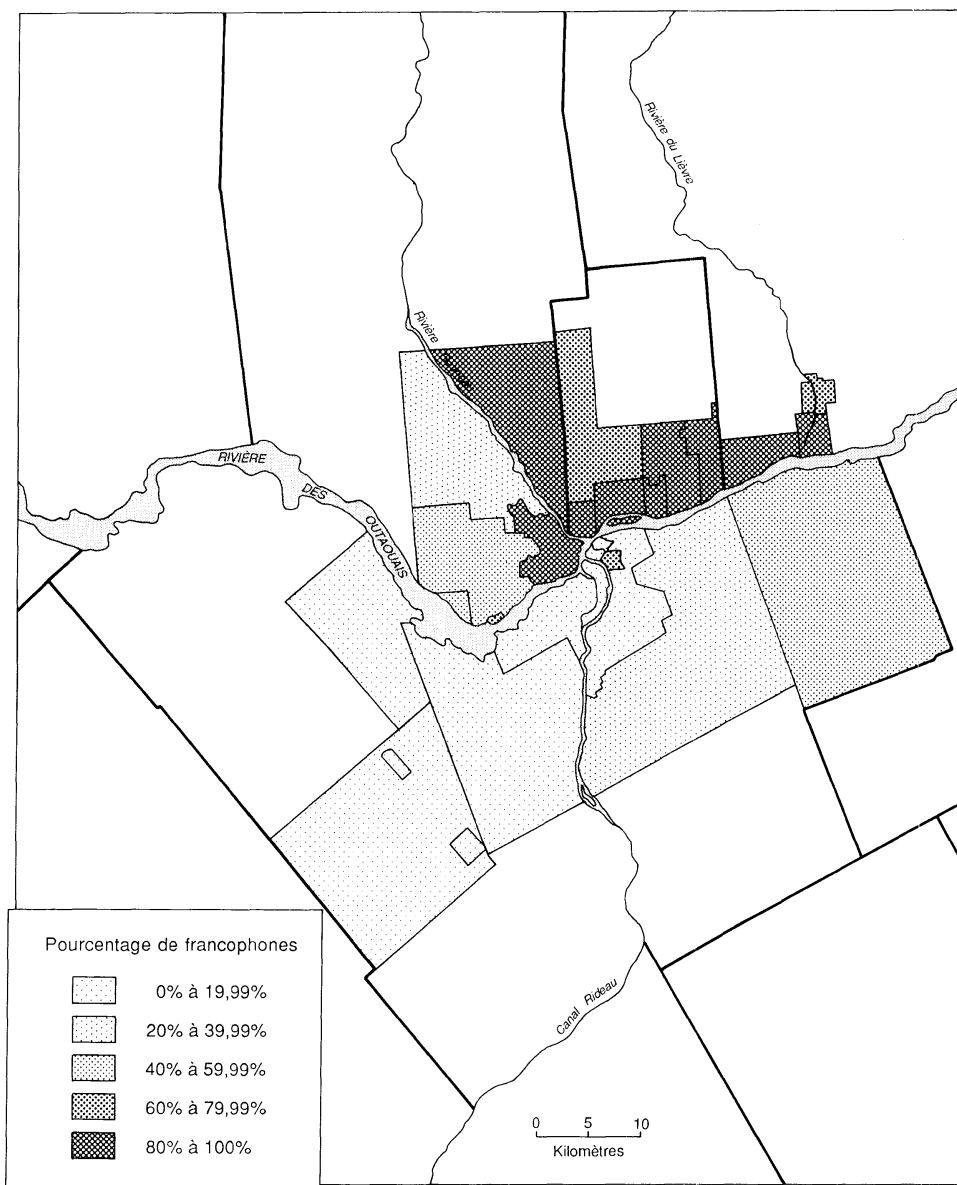 Rivière du Lièvre
Rivière
RIVIÈRE
DES
OUTAOUAIS
Canal Rideau
Pourcentage de francophones
0% à 19,99%
20% à 39,99%
40% à 59,99%
60% à 79,99%
80% à 100%
0 5 10
Kilomètres